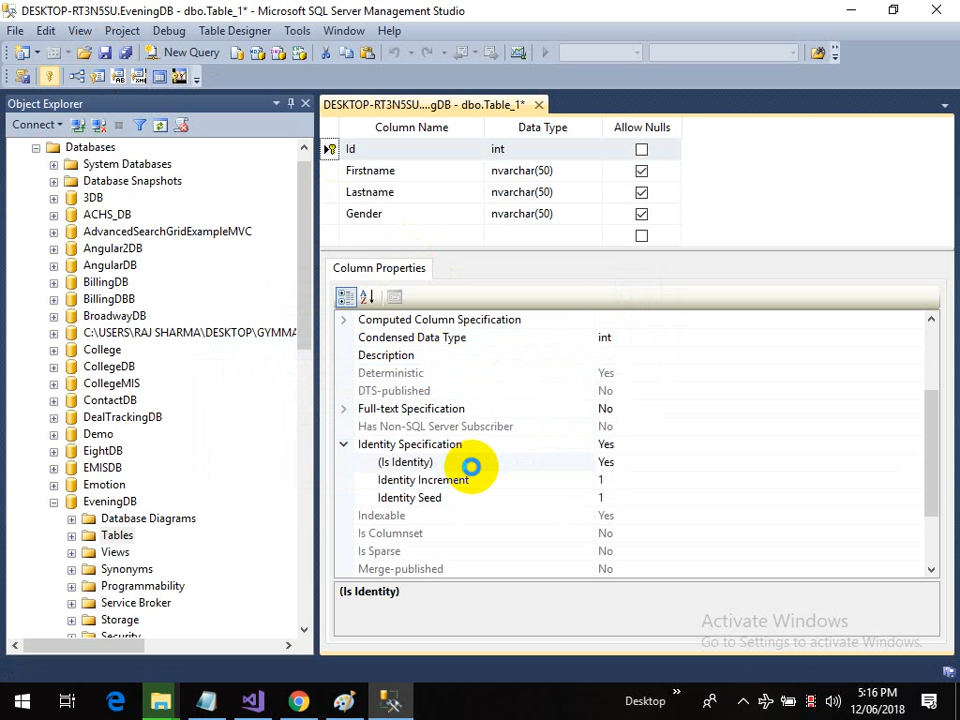 DESKTOP-RT3N5SU.EveningDB - dbo.Table_1* - Microsoft SQL Server Management Studio
File Edit View Project Debug Table Designer Tools Window Help
New Query
Object Explorer
Connect
Databases
System Databases
Database Snapshots
3DB
ACHS_DB
AdvancedSearchGridExampleMVC
Angular2DB
AngularDB
BillingDB
BillingDBB
BroadwayDB
C:\USERS\RAJ SHARMA\DESKTOP\GYMMA
College
CollegeDB
CollegeMIS
ContactDB
DealTrackingDB
Demo
EightDB
EMISDB
Emotion
EveningDB
Database Diagrams
Tables
Views
Synonyms
Programmability
Service Broker
Storage
Security
DESKTOP-RT3N5SU....gDB - dbo.Table_1*
Column Name Data Type Allow Nulls
Id int
Firstname nvarchar(50)
Lastname nvarchar(50)
Gender nvarchar(50)
Column Properties
Computed Column Specification
Condensed Data Type int
Description
Deterministic Yes
DTS-published No
Full-text Specification No
Has Non-SQL Server Subscriber No
Identity Specification Yes
(Is Identity) Yes
Identity Increment 1
Identity Seed 1
Indexable Yes
Is Columnset No
Is Sparse No
Merge-published No
(Is Identity)
Activate Windows
Go to Settings to activate Windows.
Desktop
5:16 PM
12/06/2018